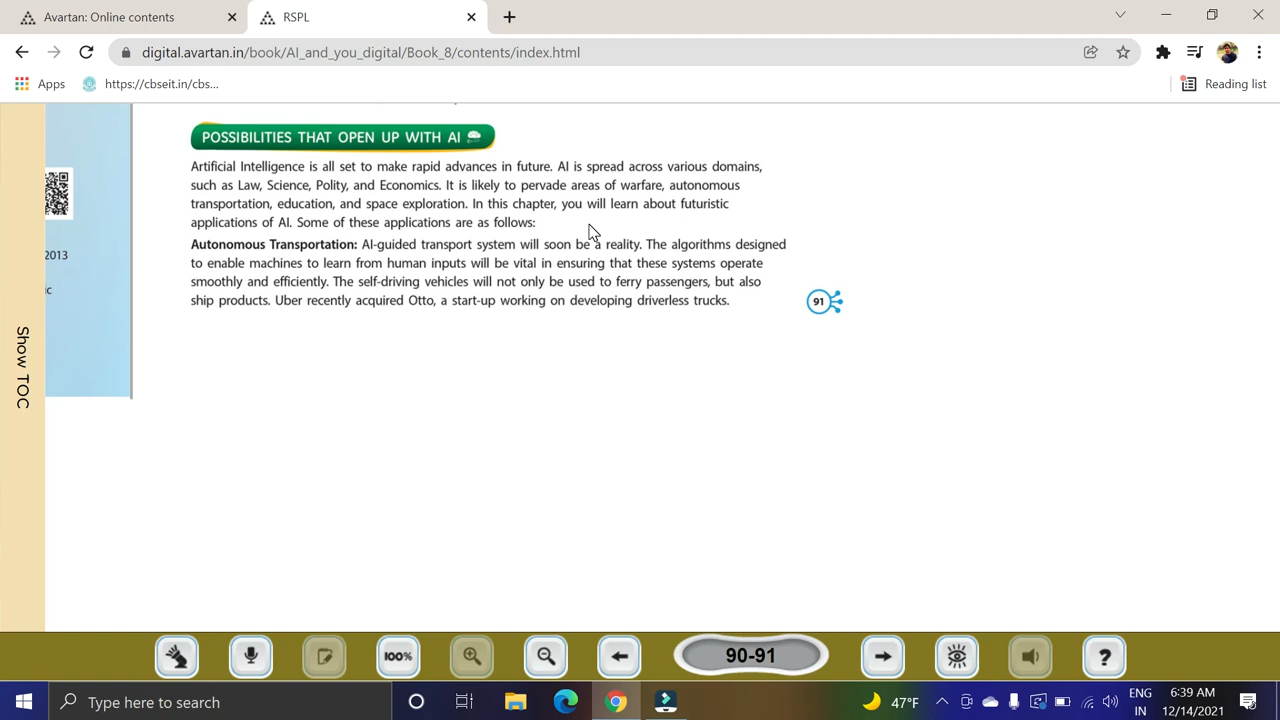 Avartan: Online contents
RSPL
digital.avartan.in/book/AI_and_you_digital/Book_8/contents/index.html
Apps
https://cbseit.in/cbs...
Reading list
POSSIBILITIES THAT OPEN UP WITH AI
Artificial Intelligence is all set to make rapid advances in future. AI is spread across various domains,
such as Law, Science, Polity, and Economics. It is likely to pervade areas of warfare, autonomous
transportation, education, and space exploration. In this chapter, you will learn about futuristic
applications of AI. Some of these applications are as follows:
Autonomous Transportation: AI-guided transport system will soon be a reality. The algorithms designed
to enable machines to learn from human inputs will be vital in ensuring that these systems operate
smoothly and efficiently. The self-driving vehicles will not only be used to ferry passengers, but also
ship products. Uber recently acquired Otto, a start-up working on developing driverless trucks.
91
2013
ic
Show TOC
100%
90-91
?
Type here to search
47°F
ENG
IN
6:39 AM
12/14/2021